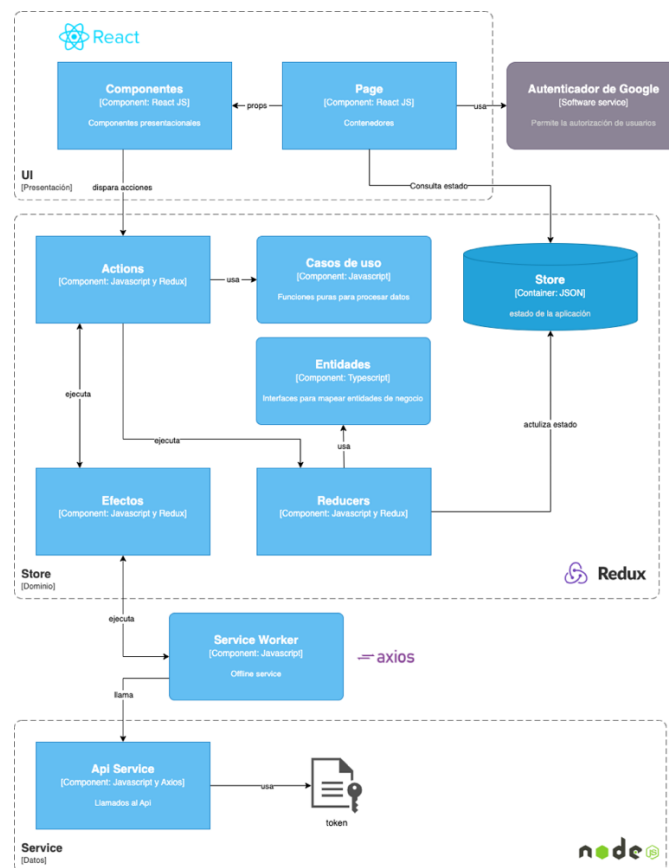 React
Componentes
[Component: React JS]
Componentes presentacionales
props
Page
[Component: React JS]
Contenedores
usa
Autenticador de Google
[Software service]
Permite la autorización de usuarios
UI
[Presentación]
dispara acciones
Consulta estado
Actions
[Component: Javascript y Redux]
usa
Casos de uso
[Component: Javascript]
Funciones puras para procesar datos
Store
[Container: JSON]
estado de la aplicación
Entidades
[Component: Typescript]
Interfaces para mapear entidades de negocio
ejecuta
ejecuta
usa
actuliza estado
Efectos
[Component: Javascript y Redux]
Reducers
[Component: Javascript y Redux]
Store
[Dominio]
Redux
ejecuta
Service Worker
[Component: Javascript]
Offline service
axios
llama
Api Service
[Component: Javascript y Axios]
Llamados al Api
usa
token
Service
[Datos]
node JS